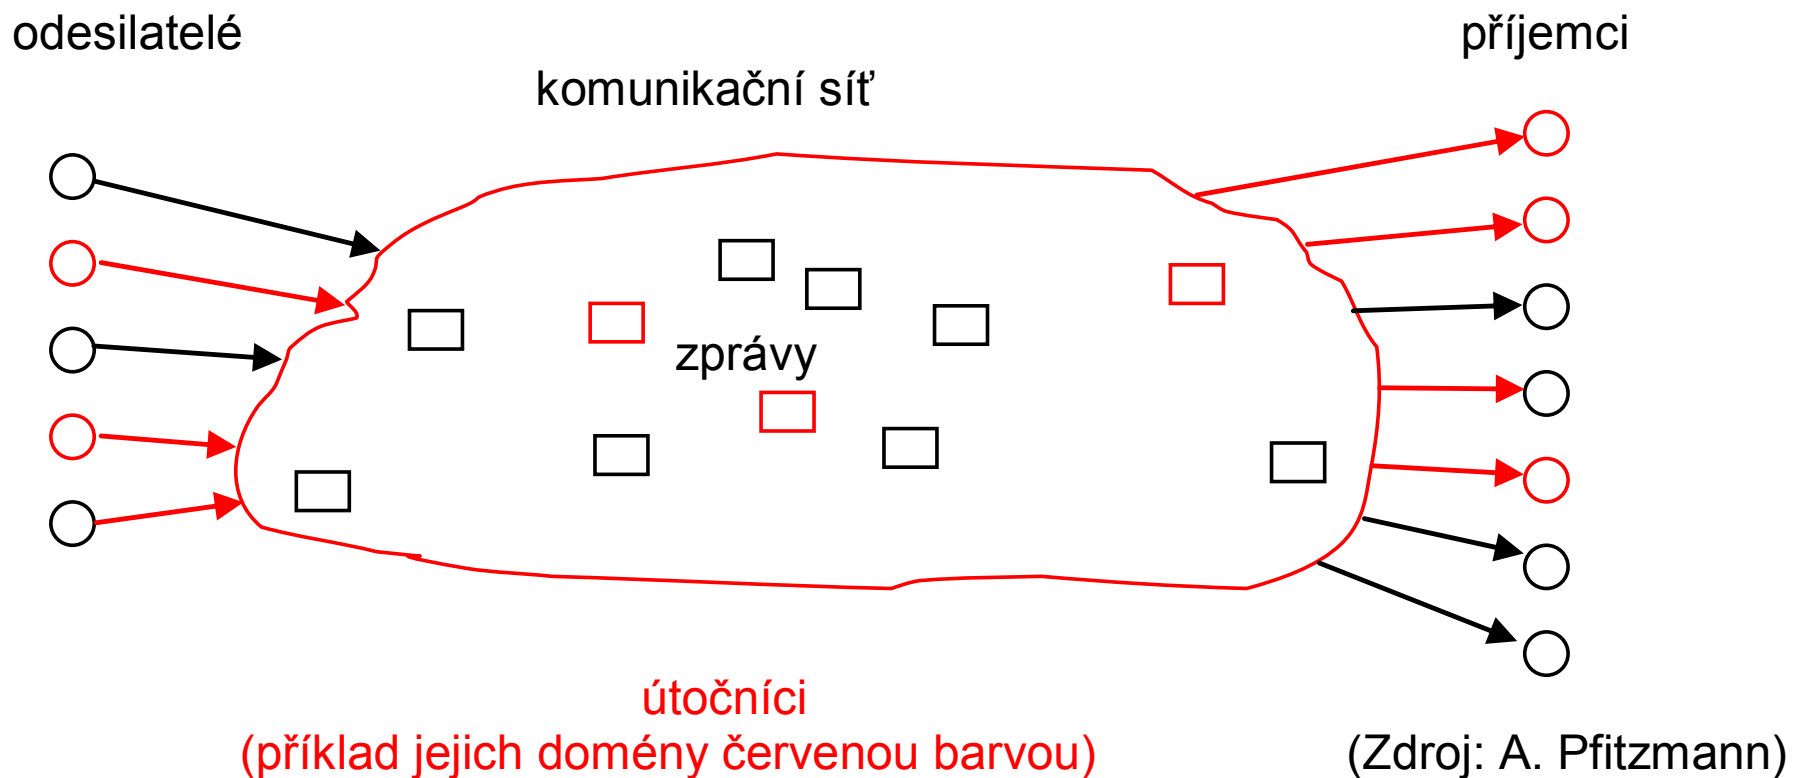 odesilatelé
příjemci
komunikační síť
zprávy
útočníci
(příklad jejich domény červenou barvou)
(Zdroj: A. Pfitzmann)